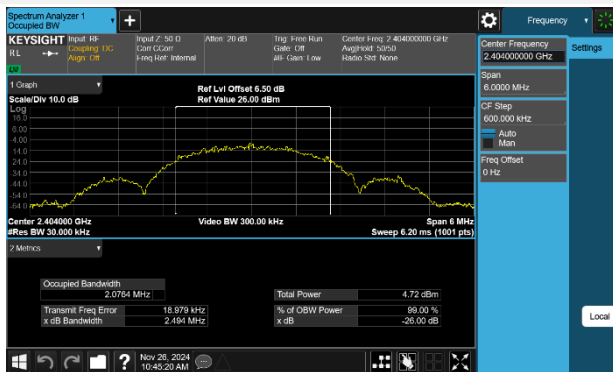 Spectrum Analyzer 1
Occupied BW
Frequency
KEYSIGHT
RL
Input: RF
Coupling: DC
Align: Off
Input Z: 50 Ω
Corr CCorr
Freq Ref: Internal
Atten: 20 dB
Trig: Free Run
Gate: Off
#IF Gain: Low
Center Freq: 2.404000000 GHz
Avg|Hold: 50/50
Radio Std: None
1 Graph
Scale/Div 10.0 dB
Ref Lvl Offset 6.50 dB
Ref Value 26.00 dBm
Log
16.0
6.00
-4.00
-14.0
-24.0
-34.0
-44.0
-54.0
-64.0
Center 2.404000 GHz
#Res BW 30.000 kHz
Video BW 300.00 kHz
Span 6 MHz
Sweep 6.20 ms (1001 pts)
2 Metrics
Occupied Bandwidth
2.0764 MHz
Transmit Freq Error
18.979 kHz
x dB Bandwidth
2.494 MHz
Total Power
4.72 dBm
% of OBW Power
99.00 %
x dB
-26.00 dB
Center Frequency
2.404000000 GHz
Settings
Span
6.0000 MHz
CF Step
600.000 kHz
Auto
Man
Freq Offset
0 Hz
Local
Nov 26, 2024
10:45:20 AM